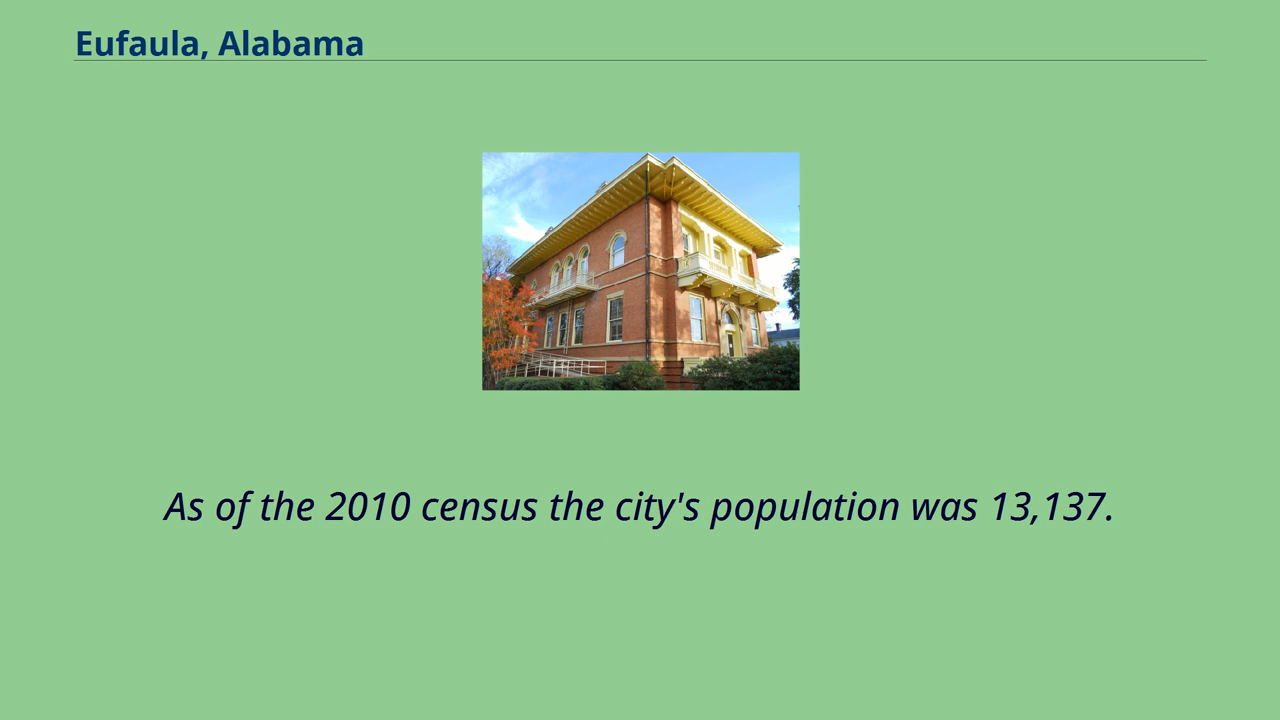 Eufaula, Alabama
As of the 2010 census the city's population was 13,137.